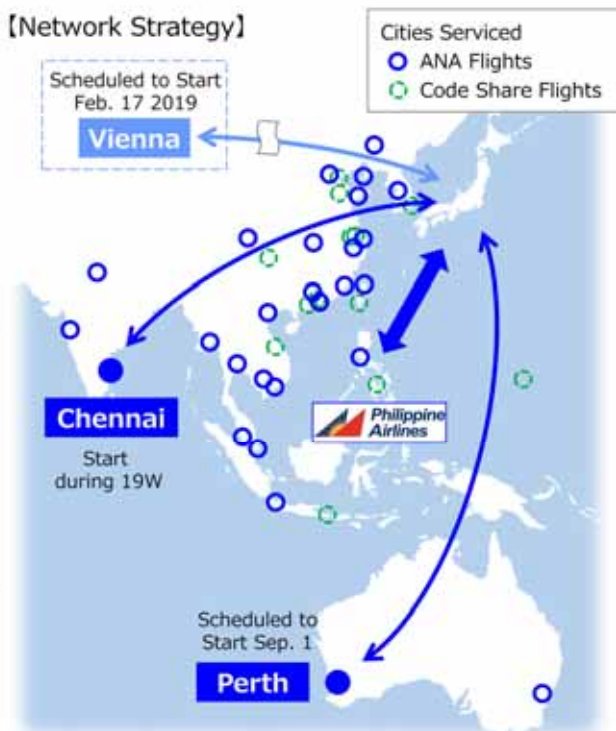 【Network Strategy】
Cities Serviced
ANA Flights
Code Share Flights
Scheduled to Start
Feb. 17 2019
Vienna
Chennai
Start
during 19W
Philippine
Airlines
Scheduled to
Start Sep. 1
Perth